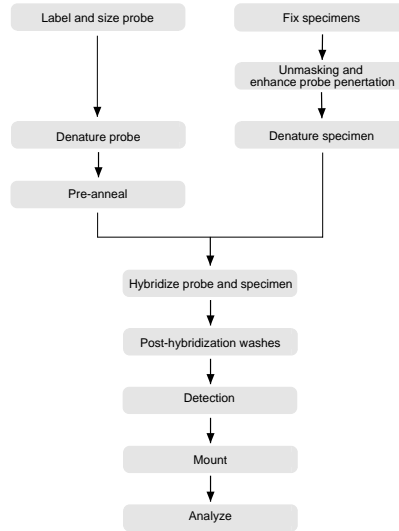 Label and size probe
Fix specimens
Unmasking and
enhance probe penertation
Denature probe
Denature specimen
Pre-anneal
Hybridize probe and specimen
Post-hybridization washes
Detection
Mount
Analyze